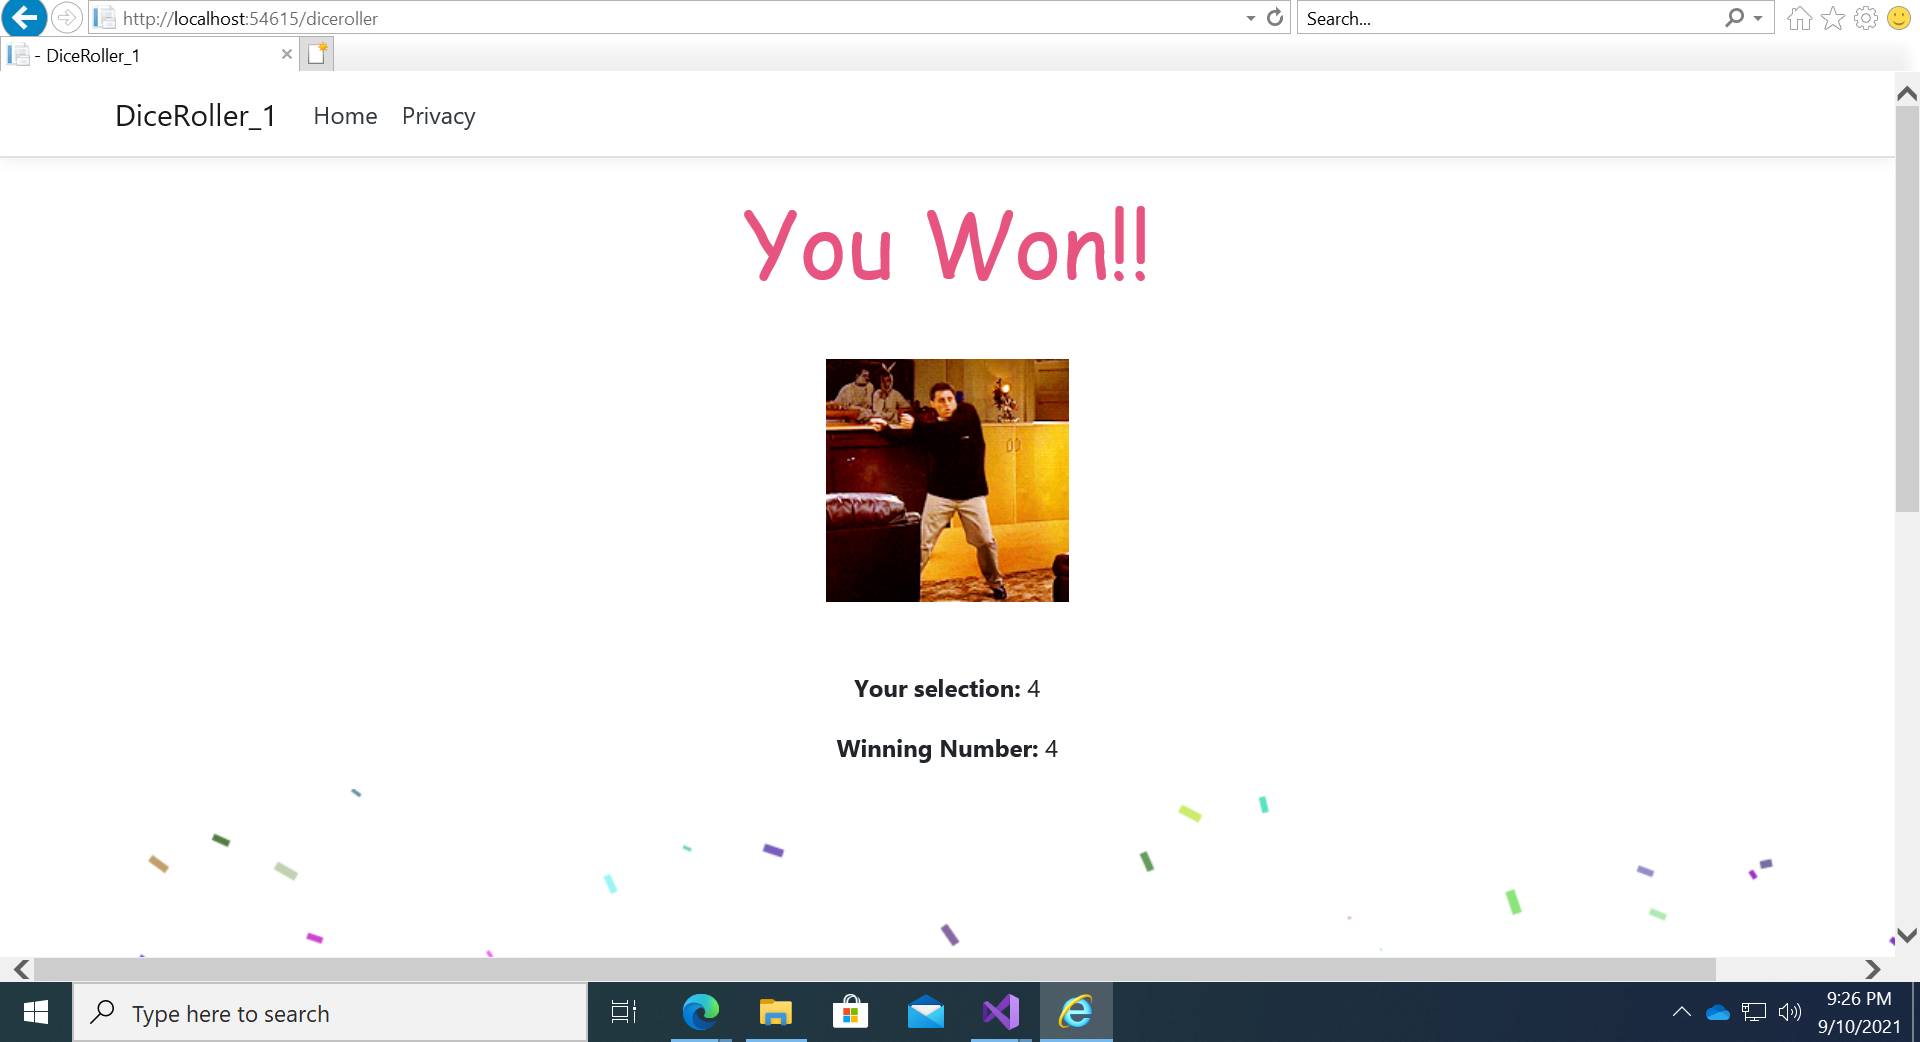 http://localhost:54615/diceroller
Search...
- DiceRoller_1
DiceRoller_1 Home Privacy
You Won!!
Your selection: 4
Winning Number: 4
Type here to search
9:26 PM
9/10/2021